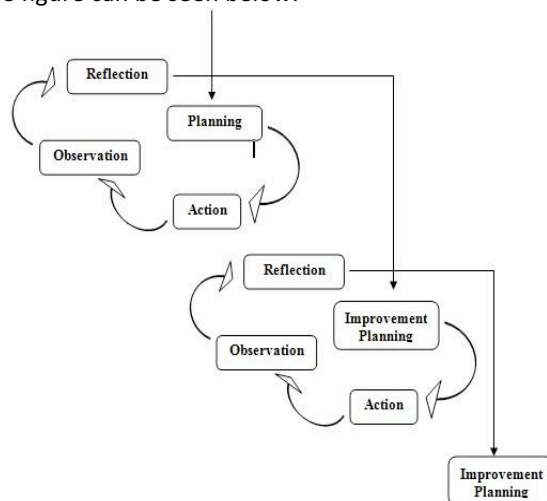 e figure can be seen below:
Reflection
Planning
Observation
Action
Reflection
Improvement
Planning
Observation
Action
Improvement
Planning